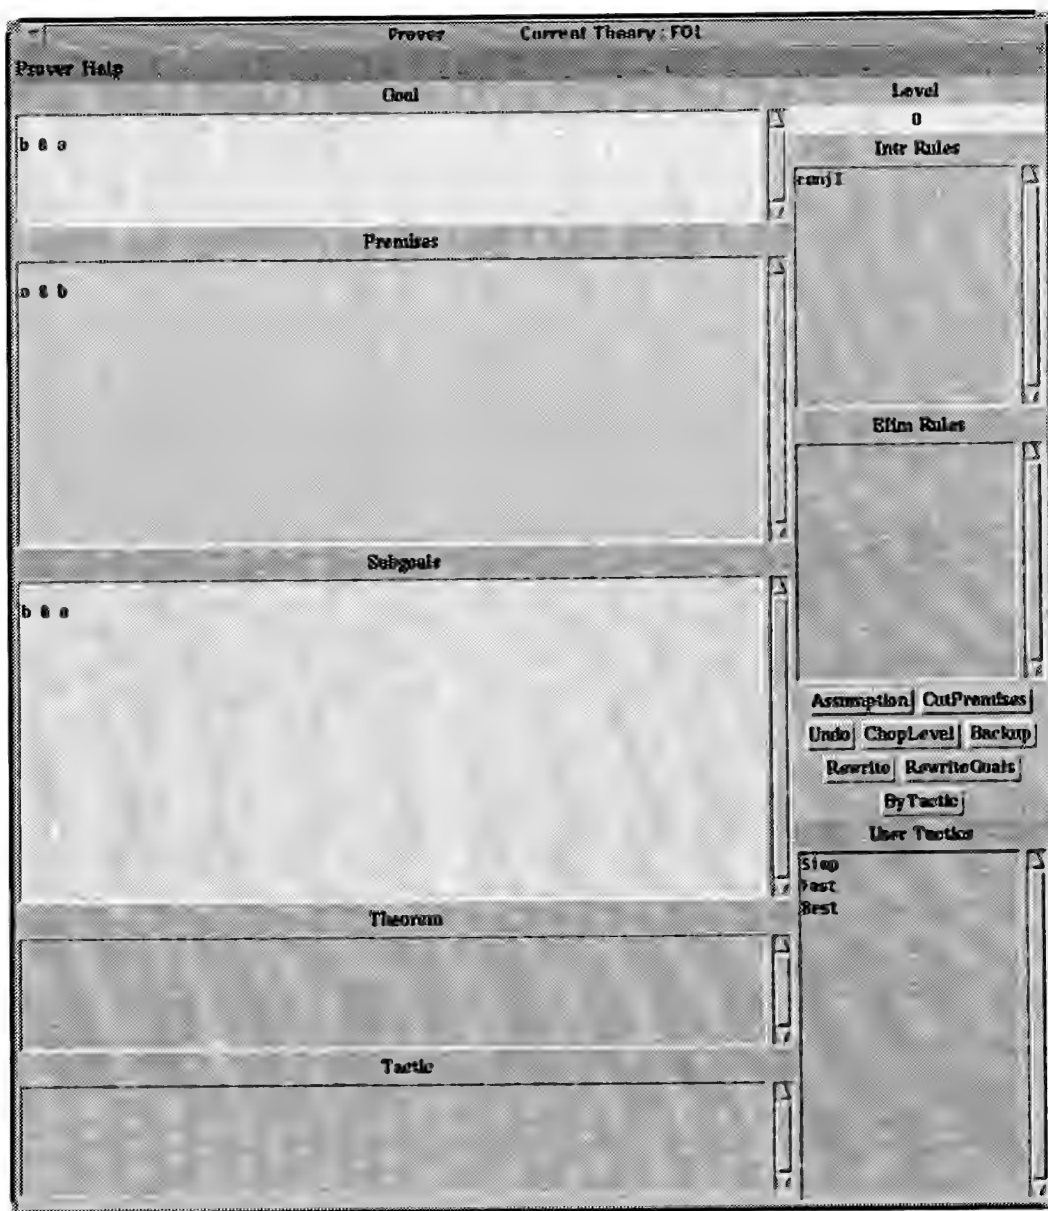 Prover Current Theory : FOL
Prover Help
Goal
b & a
Premises
a & b
Subgoals
b & a
Theorem
Tactic
Level
0
Intr Rules
conjI
Elim Rules
Assumption CutPremises
Undo ChopLevel Backup
Rewrite RewriteGoals
ByTactic
User Tactics
Step
Fast
Best